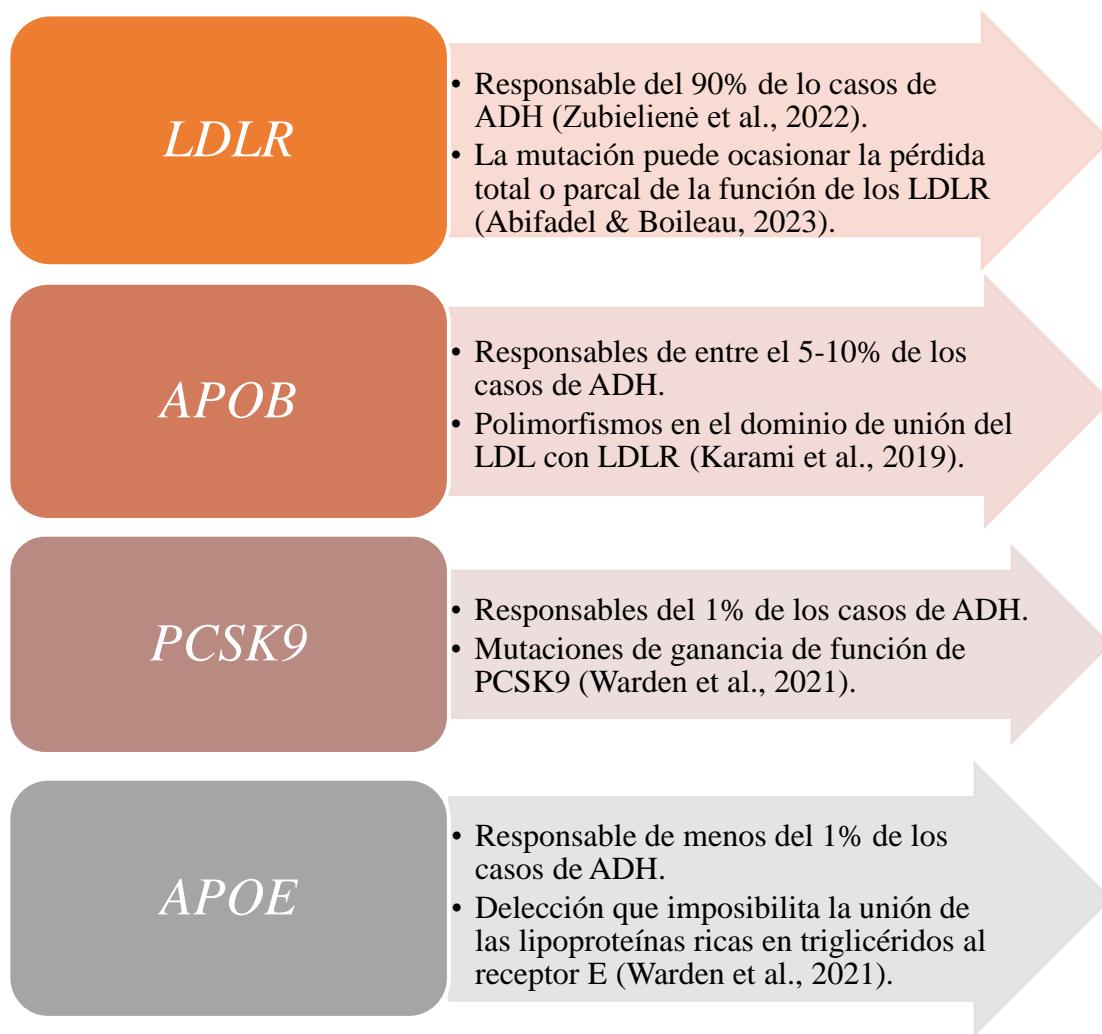 LDLR
• Responsable del 90% de lo casos de
ADH (Zubielienė et al., 2022).
• La mutación puede ocasionar la pérdida
total o parcal de la función de los LDLR
(Abifadel & Boileau, 2023).
APOB
• Responsables de entre el 5-10% de los
casos de ADH.
• Polimorfismos en el dominio de unión del
LDL con LDLR (Karami et al., 2019).
PCSK9
• Responsables del 1% de los casos de ADH.
• Mutaciones de ganancia de función de
PCSK9 (Warden et al., 2021).
APOE
• Responsable de menos del 1% de los
casos de ADH.
• Delección que imposibilita la unión de
las lipoproteínas ricas en triglicéridos al
receptor E (Warden et al., 2021).